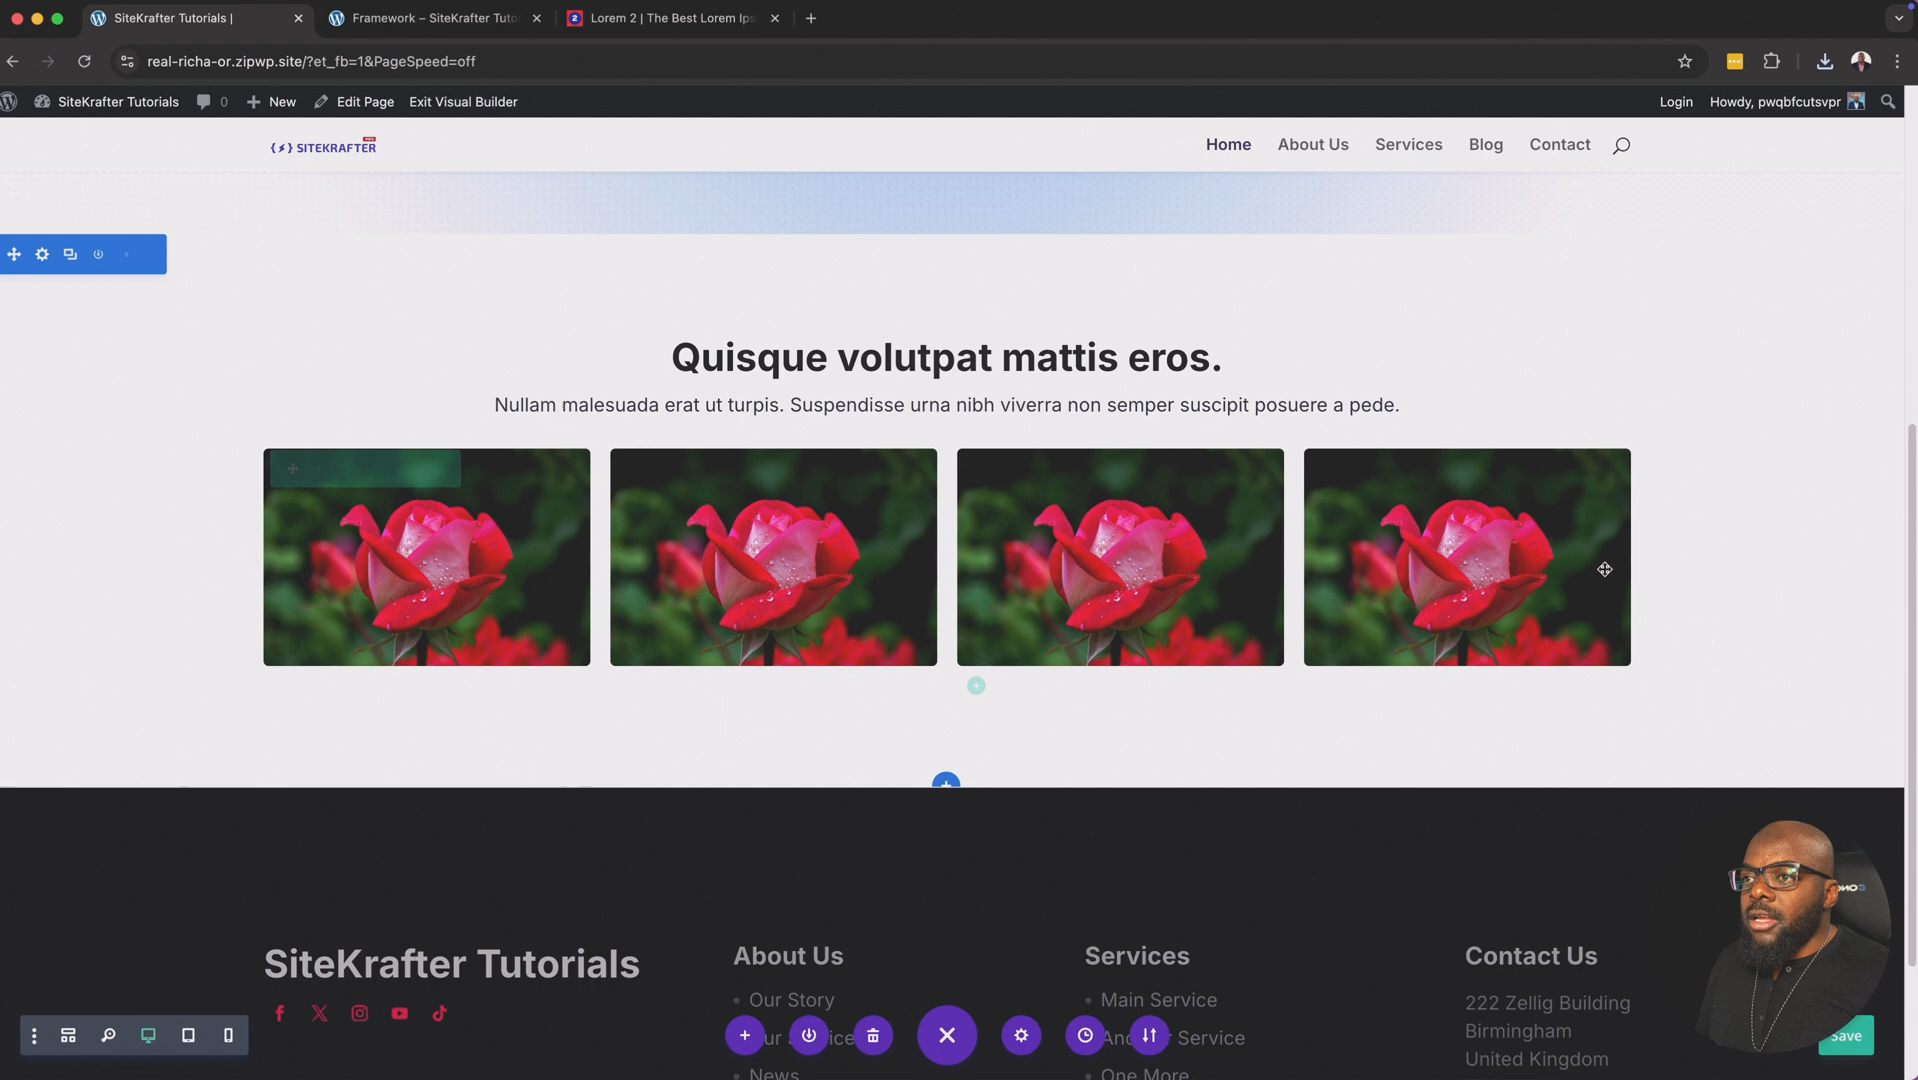 SiteKrafter Tutorials |
Framework – SiteKrafter Tuto
Lorem 2 | The Best Lorem Ips
real-richa-or.zipwp.site/?et_fb=1&PageSpeed=off
SiteKrafter Tutorials 0 New Edit Page Exit Visual Builder Login Howdy, pwqbfcutsvpr
SITEKRAFTER
Home About Us Services Blog Contact
Quisque volutpat mattis eros.
Nullam malesuada erat ut turpis. Suspendisse urna nibh viverra non semper suscipit posuere a pede.
SiteKrafter Tutorials
About Us
Our Story
News
Services
Main Service
Service
One More
Contact Us
222 Zellig Building
Birmingham
United Kingdom
Save